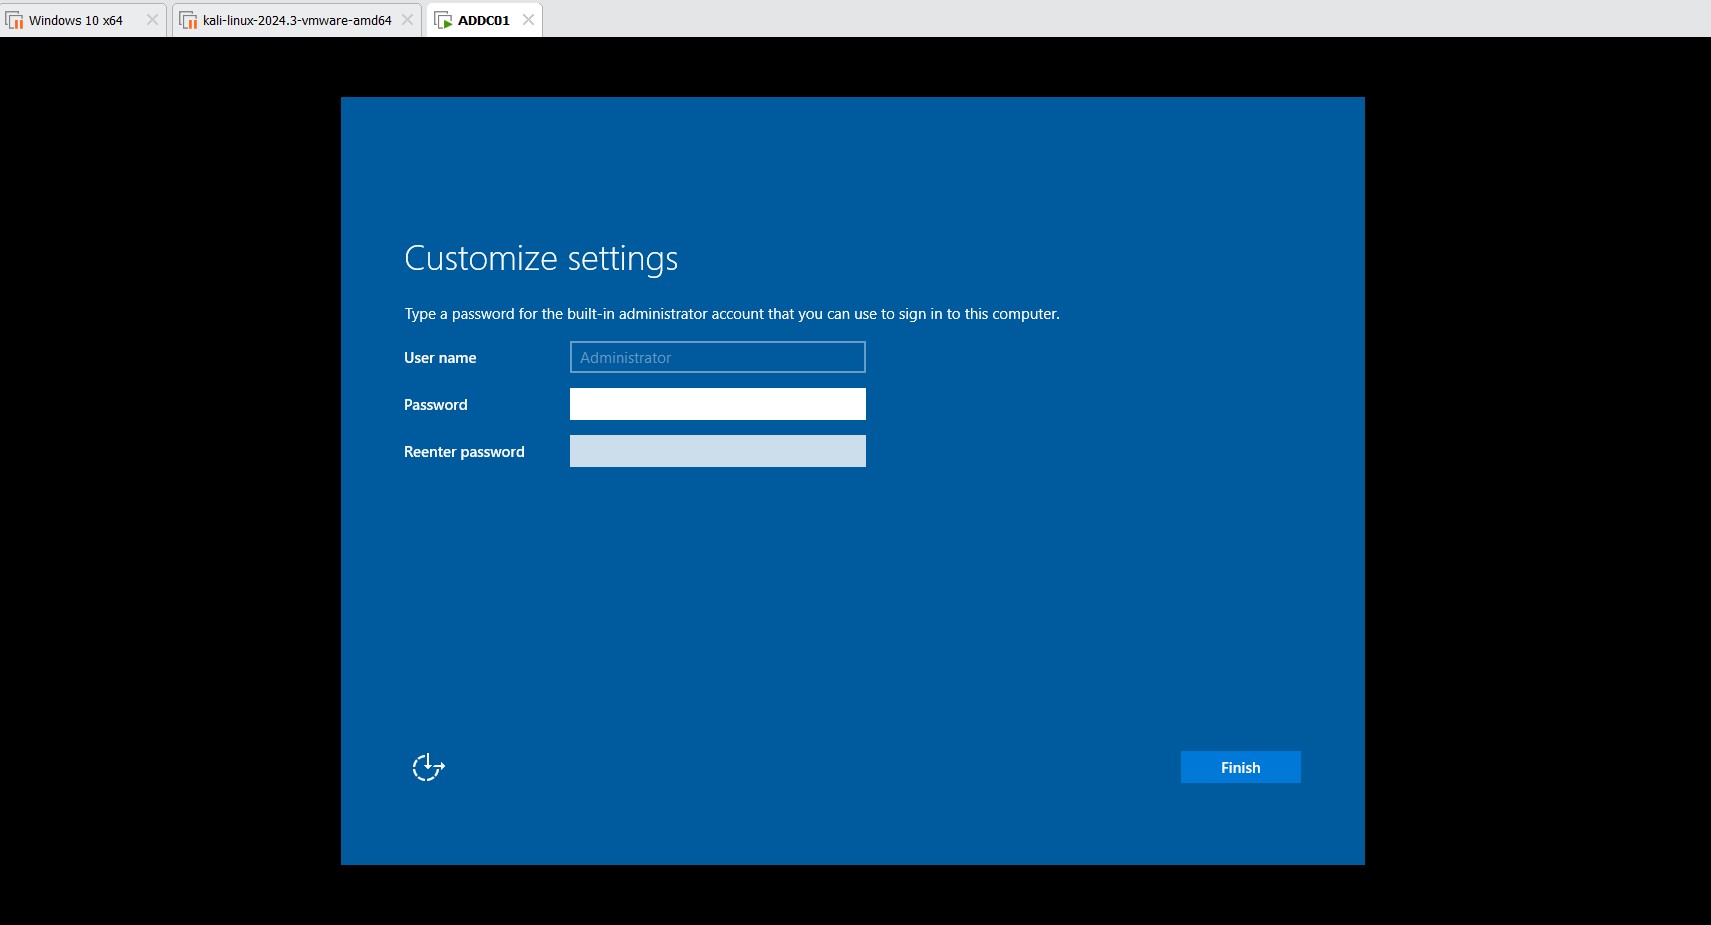 Windows 10 x64
kali-linux-2024.3-vmware-amd64
ADDC01
Customize settings
Type a password for the built-in administrator account that you can use to sign in to this computer.
User name
Administrator
Password
Reenter password
Finish